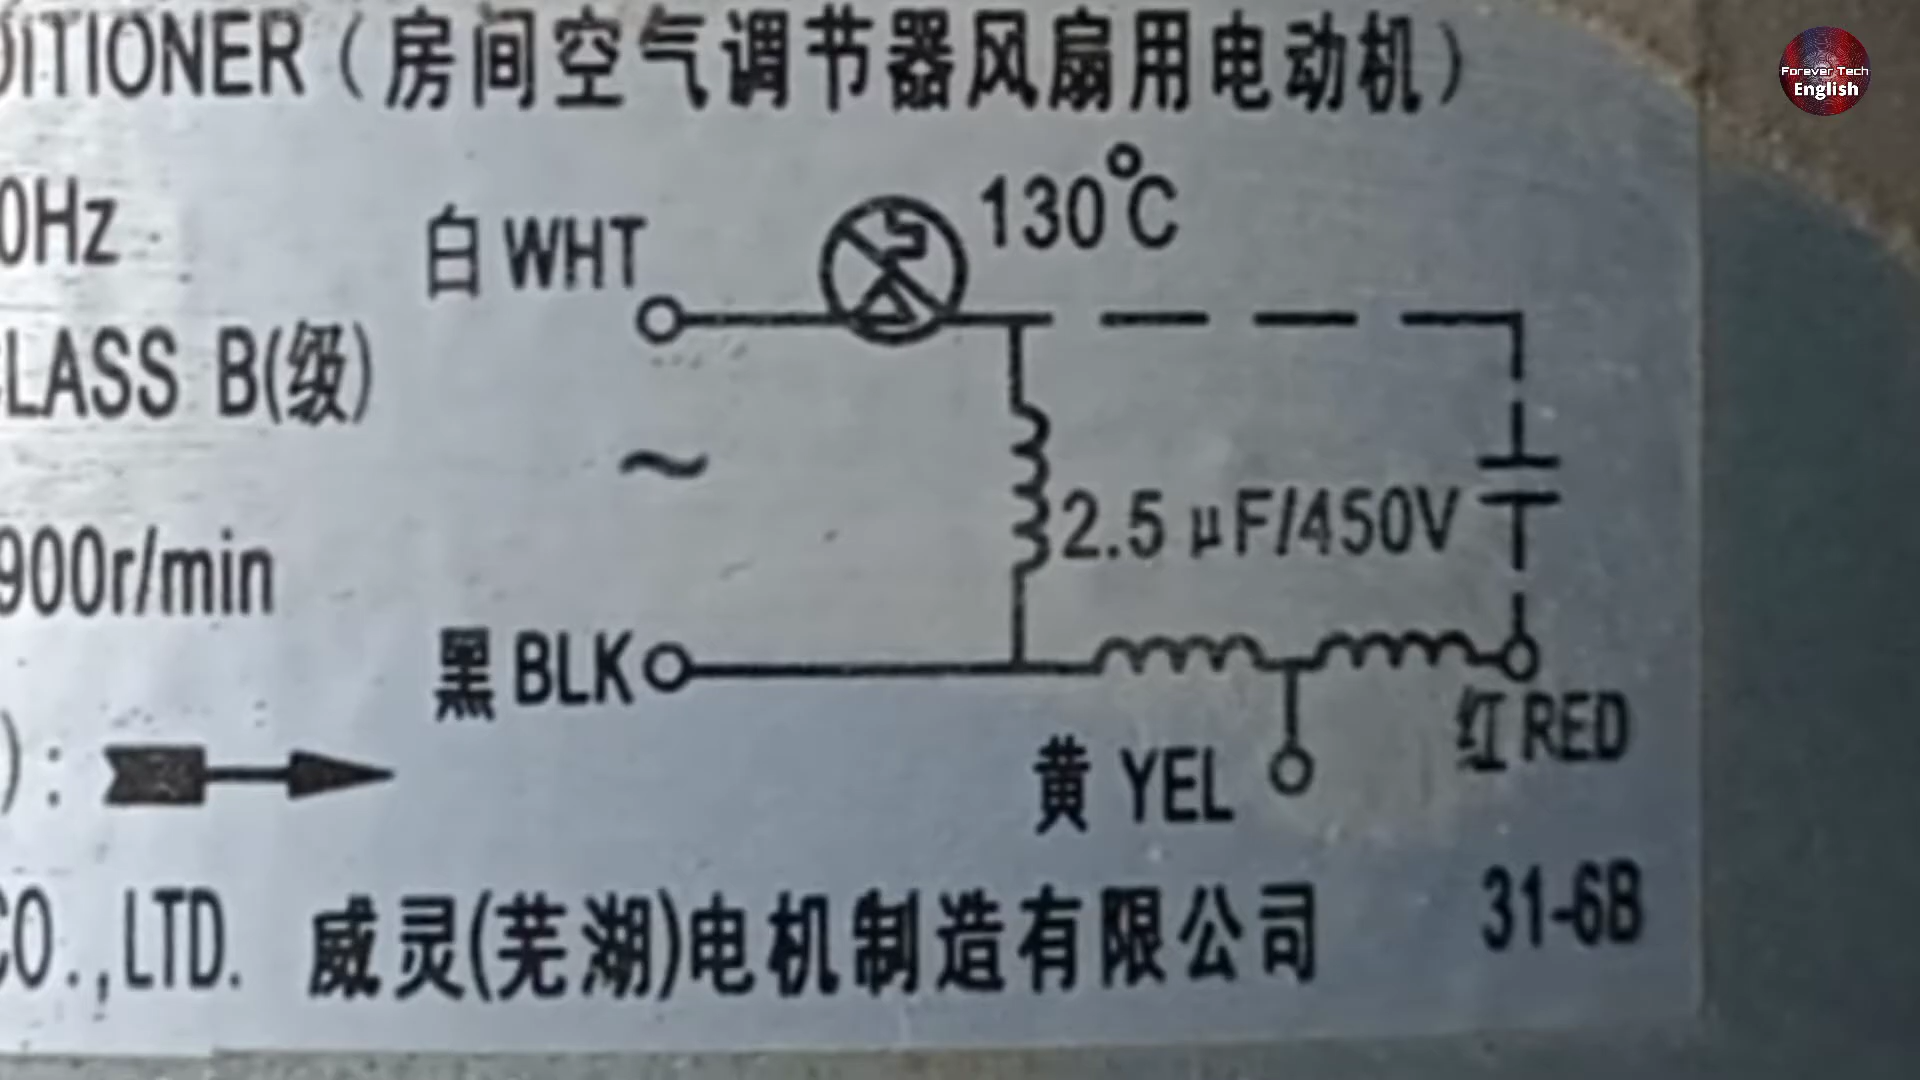 DITIONER（房间空气调节器风扇用电动机）
Forever Tech
English
0Hz
白 WHT
130°C
CLASS B(级)
~
2.5 μF/450V
900r/min
黑 BLK
红 RED
) :
黄 YEL
CO.,LTD. 威灵(芜湖)电机制造有限公司 31-6B